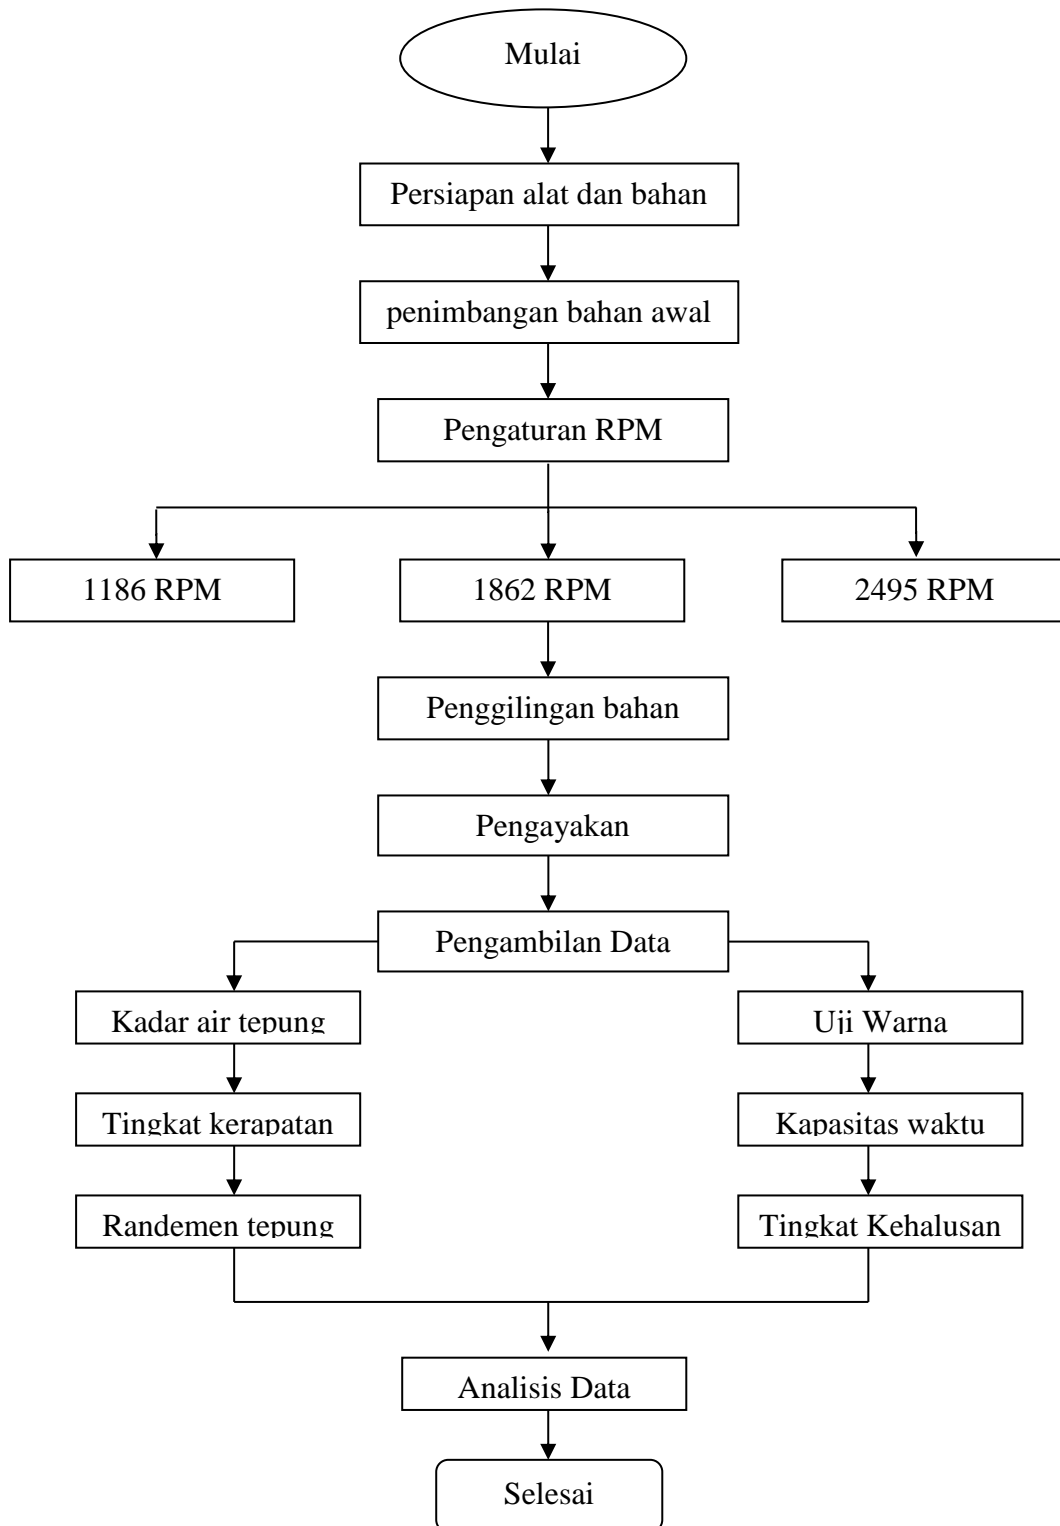 Mulai
Persiapan alat dan bahan
penimbangan bahan awal
Pengaturan RPM
1186 RPM
1862 RPM
2495 RPM
Penggilingan bahan
Pengayakan
Pengambilan Data
Kadar air tepung
Uji Warna
Tingkat kerapatan
Kapasitas waktu
Randemen tepung
Tingkat Kehalusan
Analisis Data
Selesai